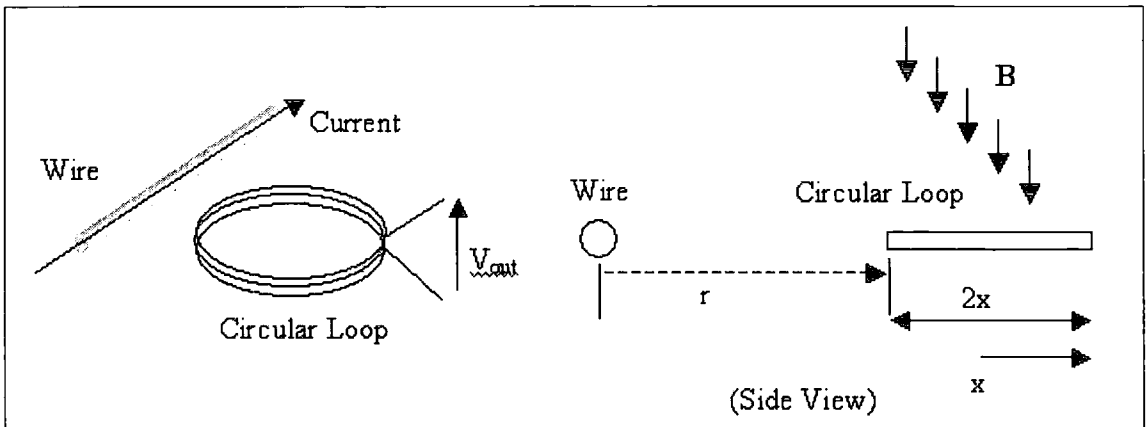 Wire
Current
V_out
Circular Loop
B
Wire
Circular Loop
r
2x
x
(Side View)